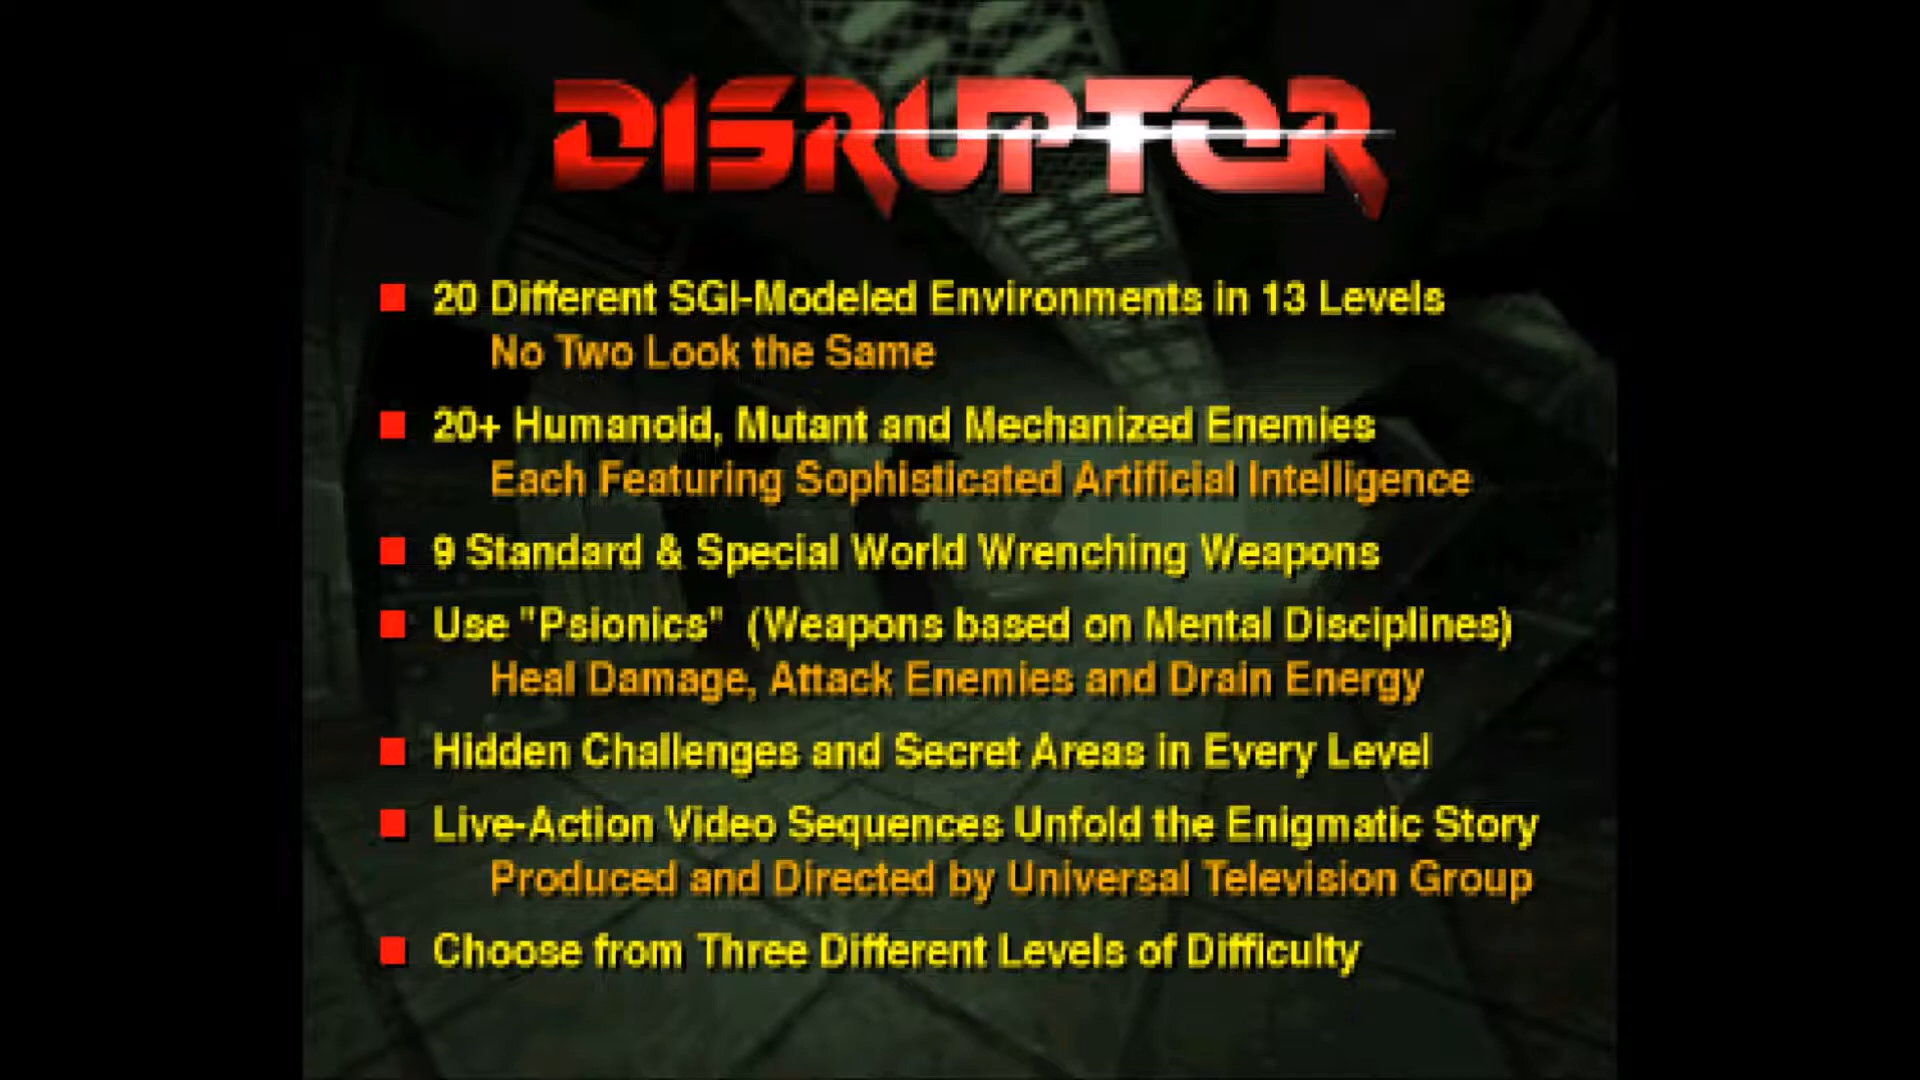 DISRUPTOR
20 Different SGI-Modeled Environments in 13 Levels
No Two Look the Same
20+ Humanoid, Mutant and Mechanized Enemies
Each Featuring Sophisticated Artificial Intelligence
9 Standard & Special World Wrenching Weapons
Use "Psionics" (Weapons based on Mental Disciplines)
Heal Damage, Attack Enemies and Drain Energy
Hidden Challenges and Secret Areas in Every Level
Live-Action Video Sequences Unfold the Enigmatic Story
Produced and Directed by Universal Television Group
Choose from Three Different Levels of Difficulty